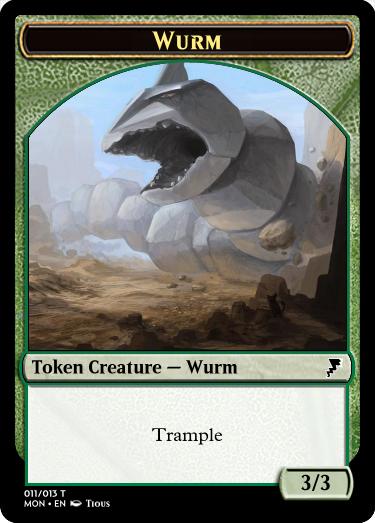 Wurm
Token Creature — Wurm
Trample
3/3
011/013 T
MON • EN Tious